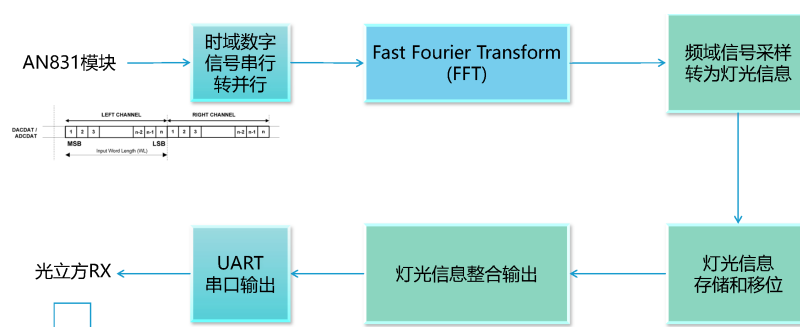 AN831模块
时域数字
信号串行
转并行
Fast Fourier Transform
(FFT)
频域信号采样
转为灯光信息
LEFT CHANNEL
RIGHT CHANNEL
DACDAT /
ADCDAT
1 2 3 n-2 n-1 n 1 2 3 n-2 n-1 n
MSB
LSB
Input Word Length (WL)
光立方RX
UART
串口输出
灯光信息整合输出
灯光信息
存储和移位